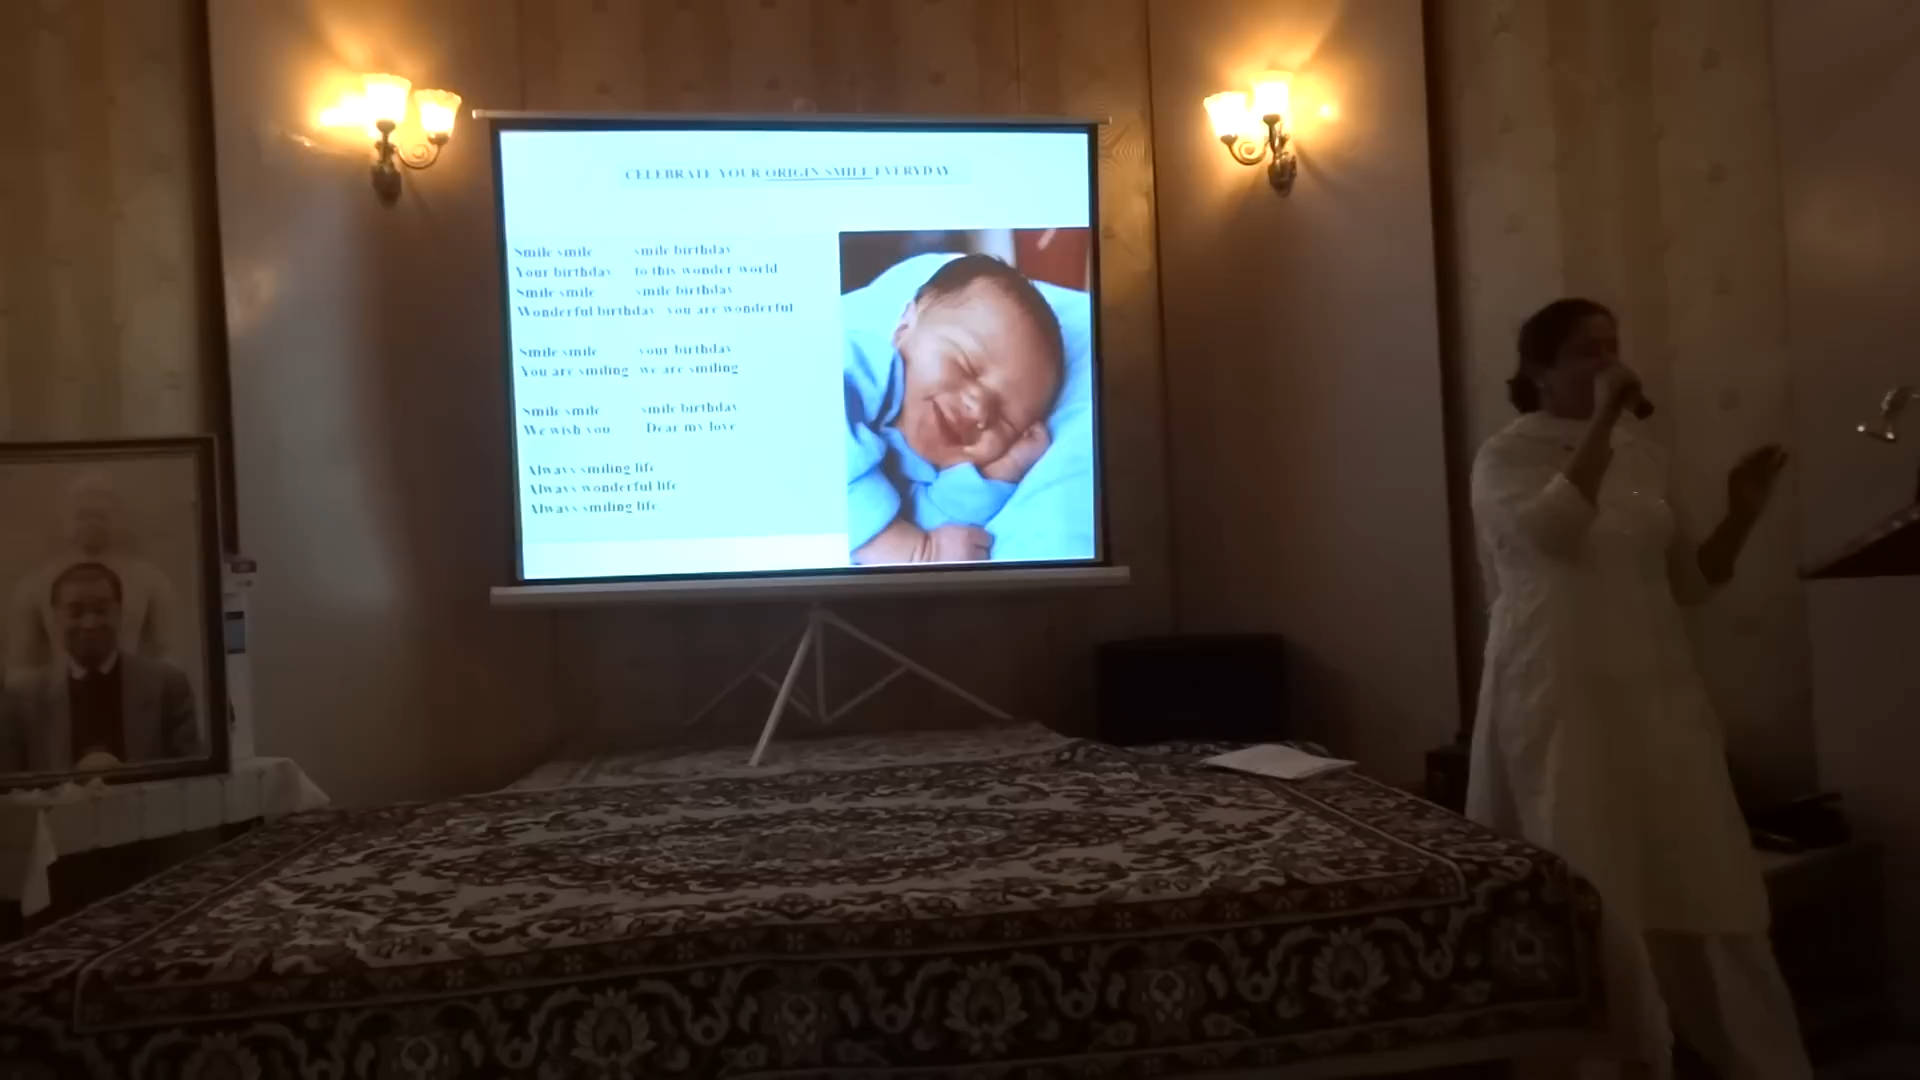 CELEBRATE YOUR ORIGIN SMILE EVERYDAY
Smile smile smile birthday
Your birthday to this wonder world
Smile smile smile birthday
Wonderful birthday you are wonderful
Smile smile your birthday
You are smiling we are smiling
Smile smile smile birthday
We wish you Dear my love
Always smiling life
Always wonderful life
Always smiling life